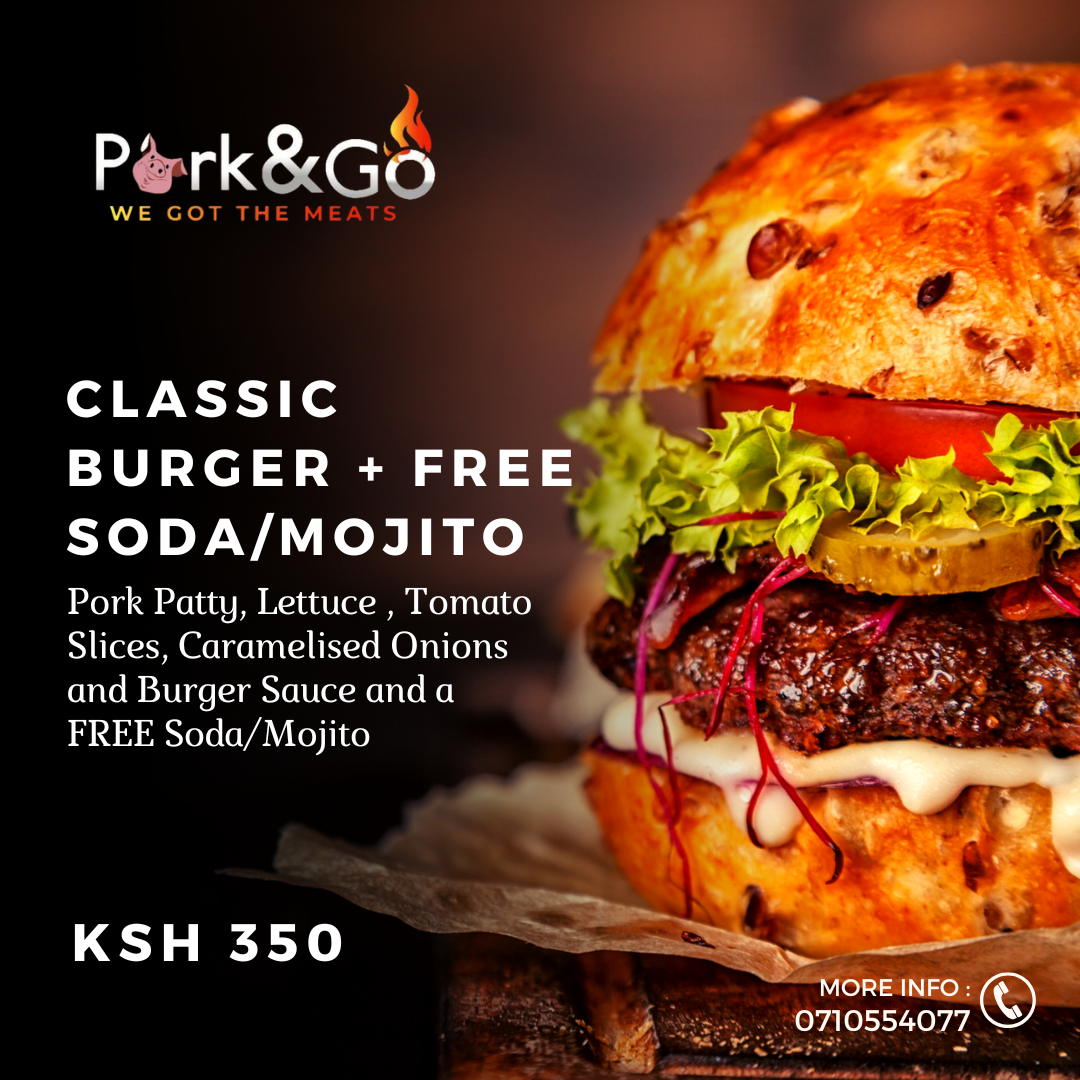 Pork&Go
WE GOT THE MEATS
CLASSIC
BURGER + FREE
SODA/MOJITO
Pork Patty, Lettuce , Tomato
Slices, Caramelised Onions
and Burger Sauce and a
FREE Soda/Mojito
KSH 350
MORE INFO :
0710554077